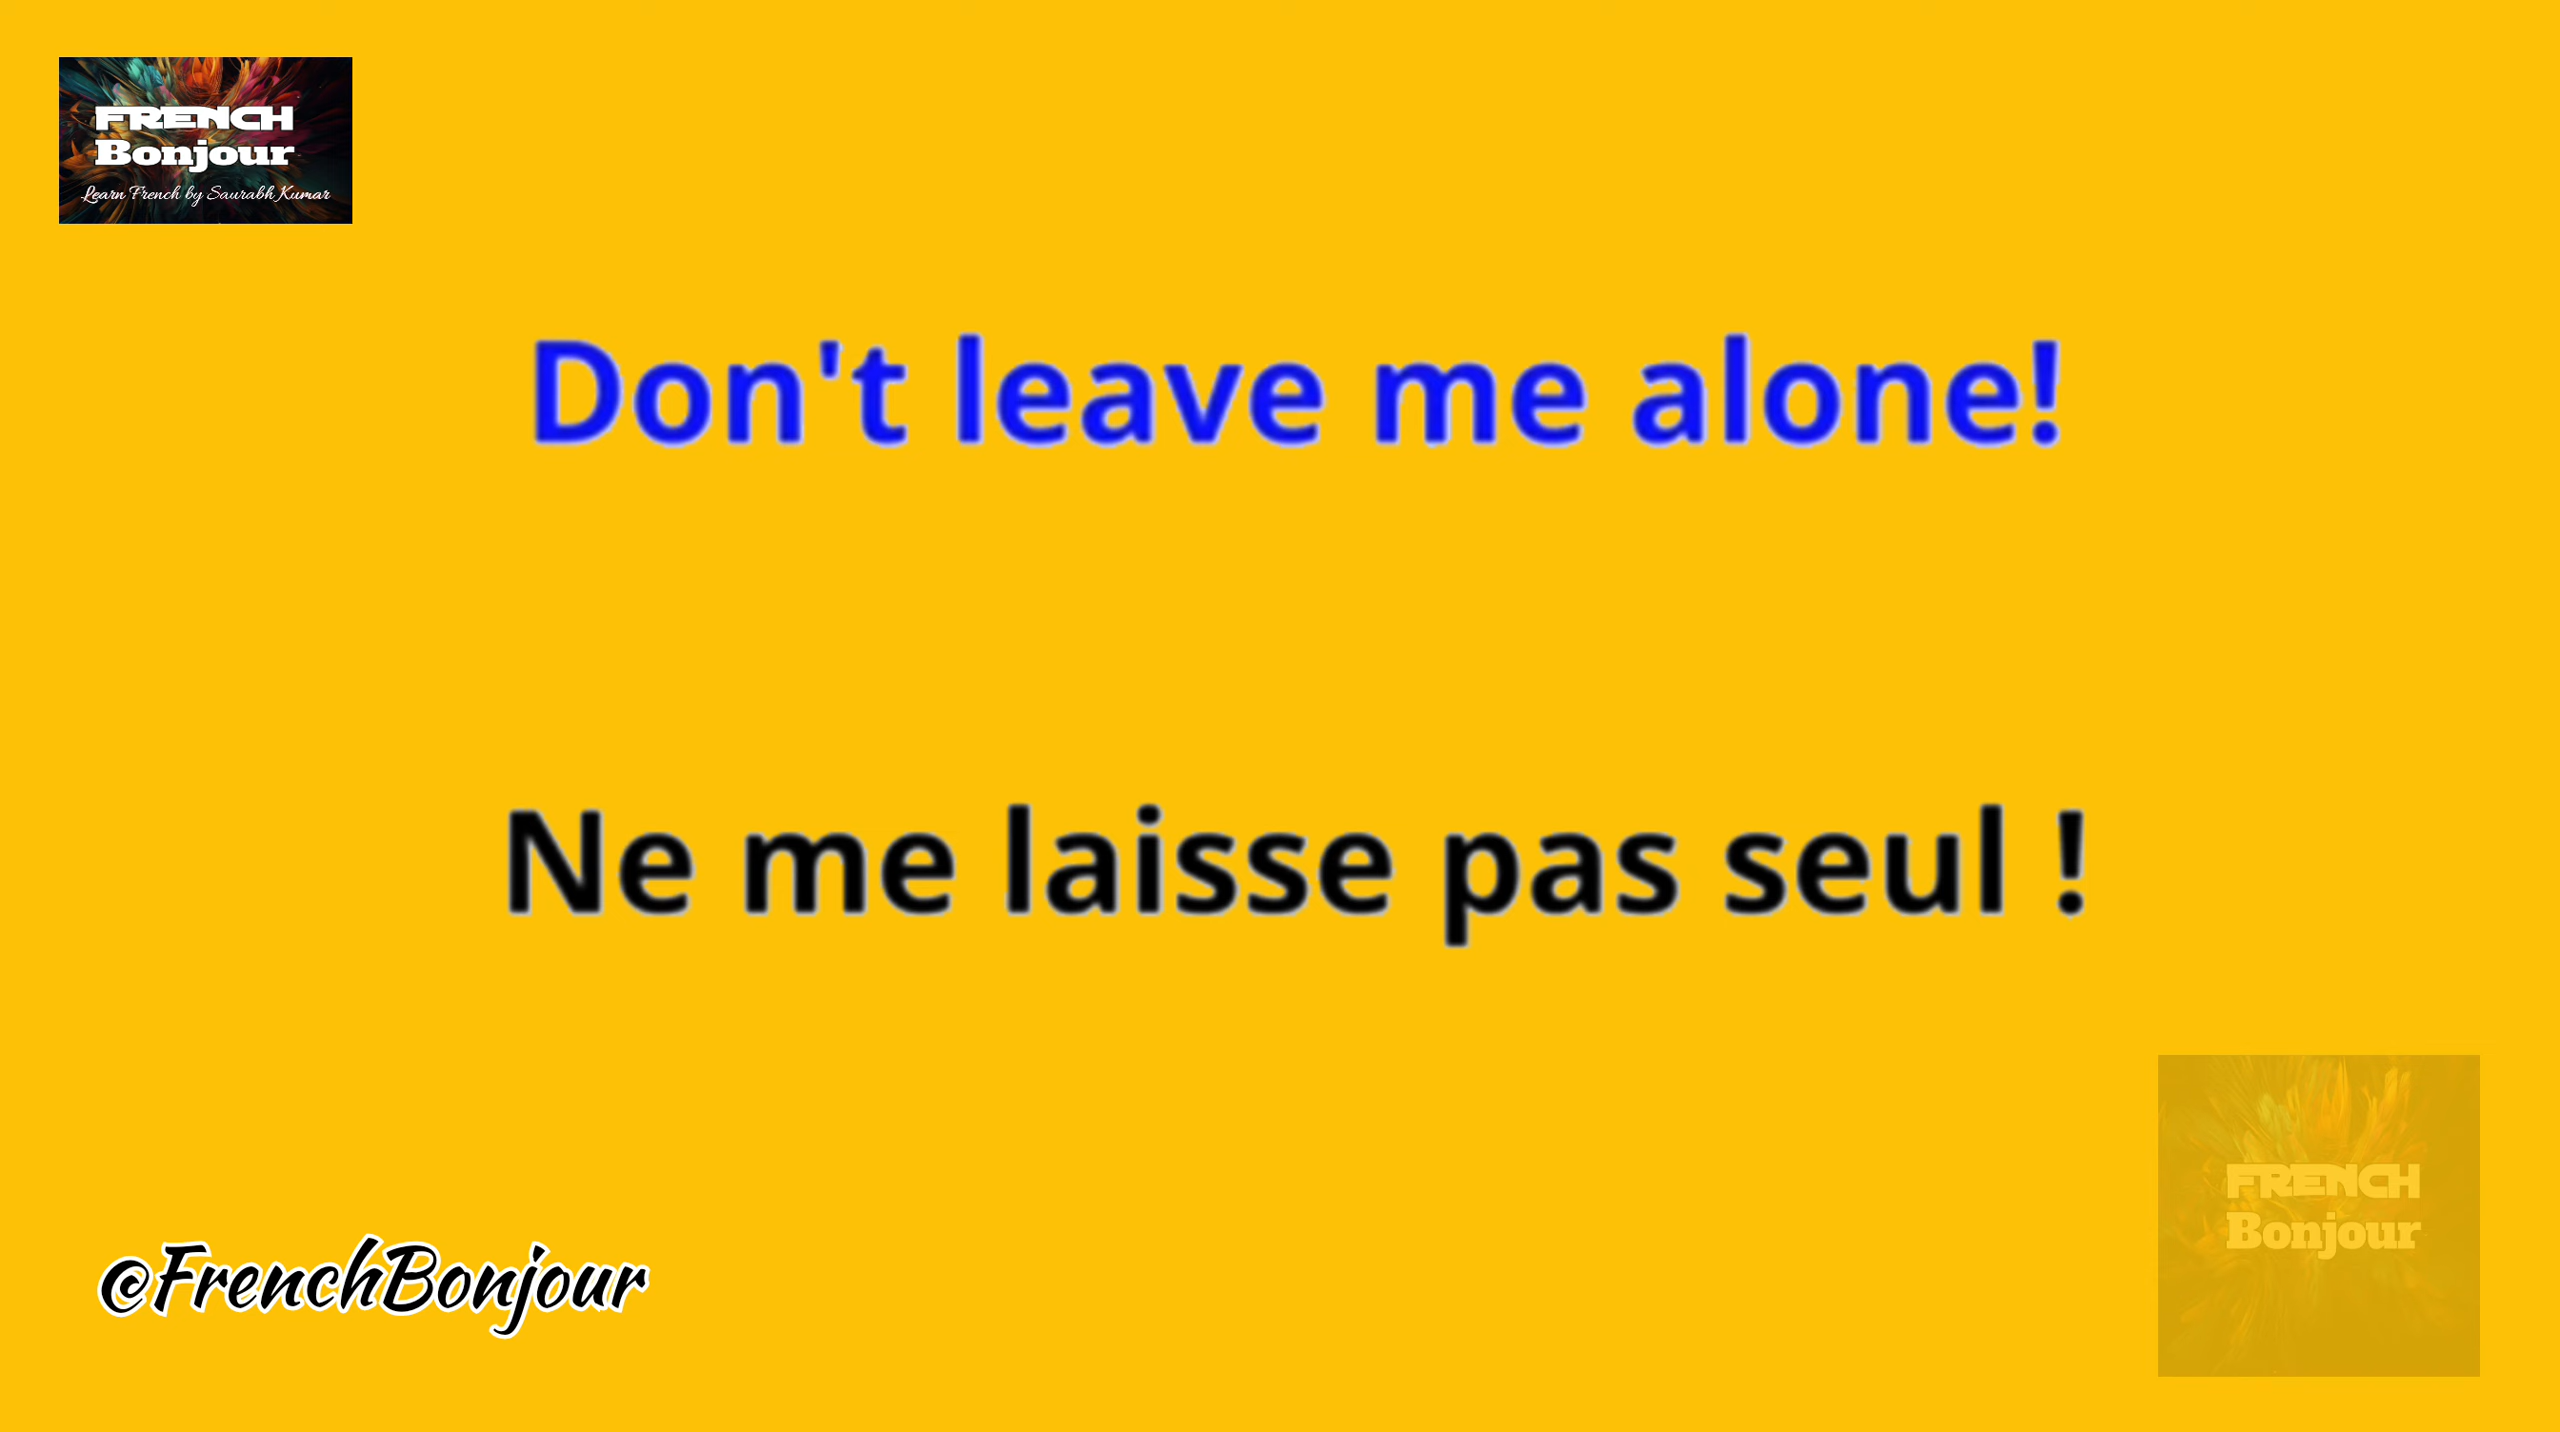 FRENCH
Bonjour
Learn French by Saurabh Kumar
Don't leave me alone!
Ne me laisse pas seul !
FRENCH
Bonjour
@FrenchBonjour